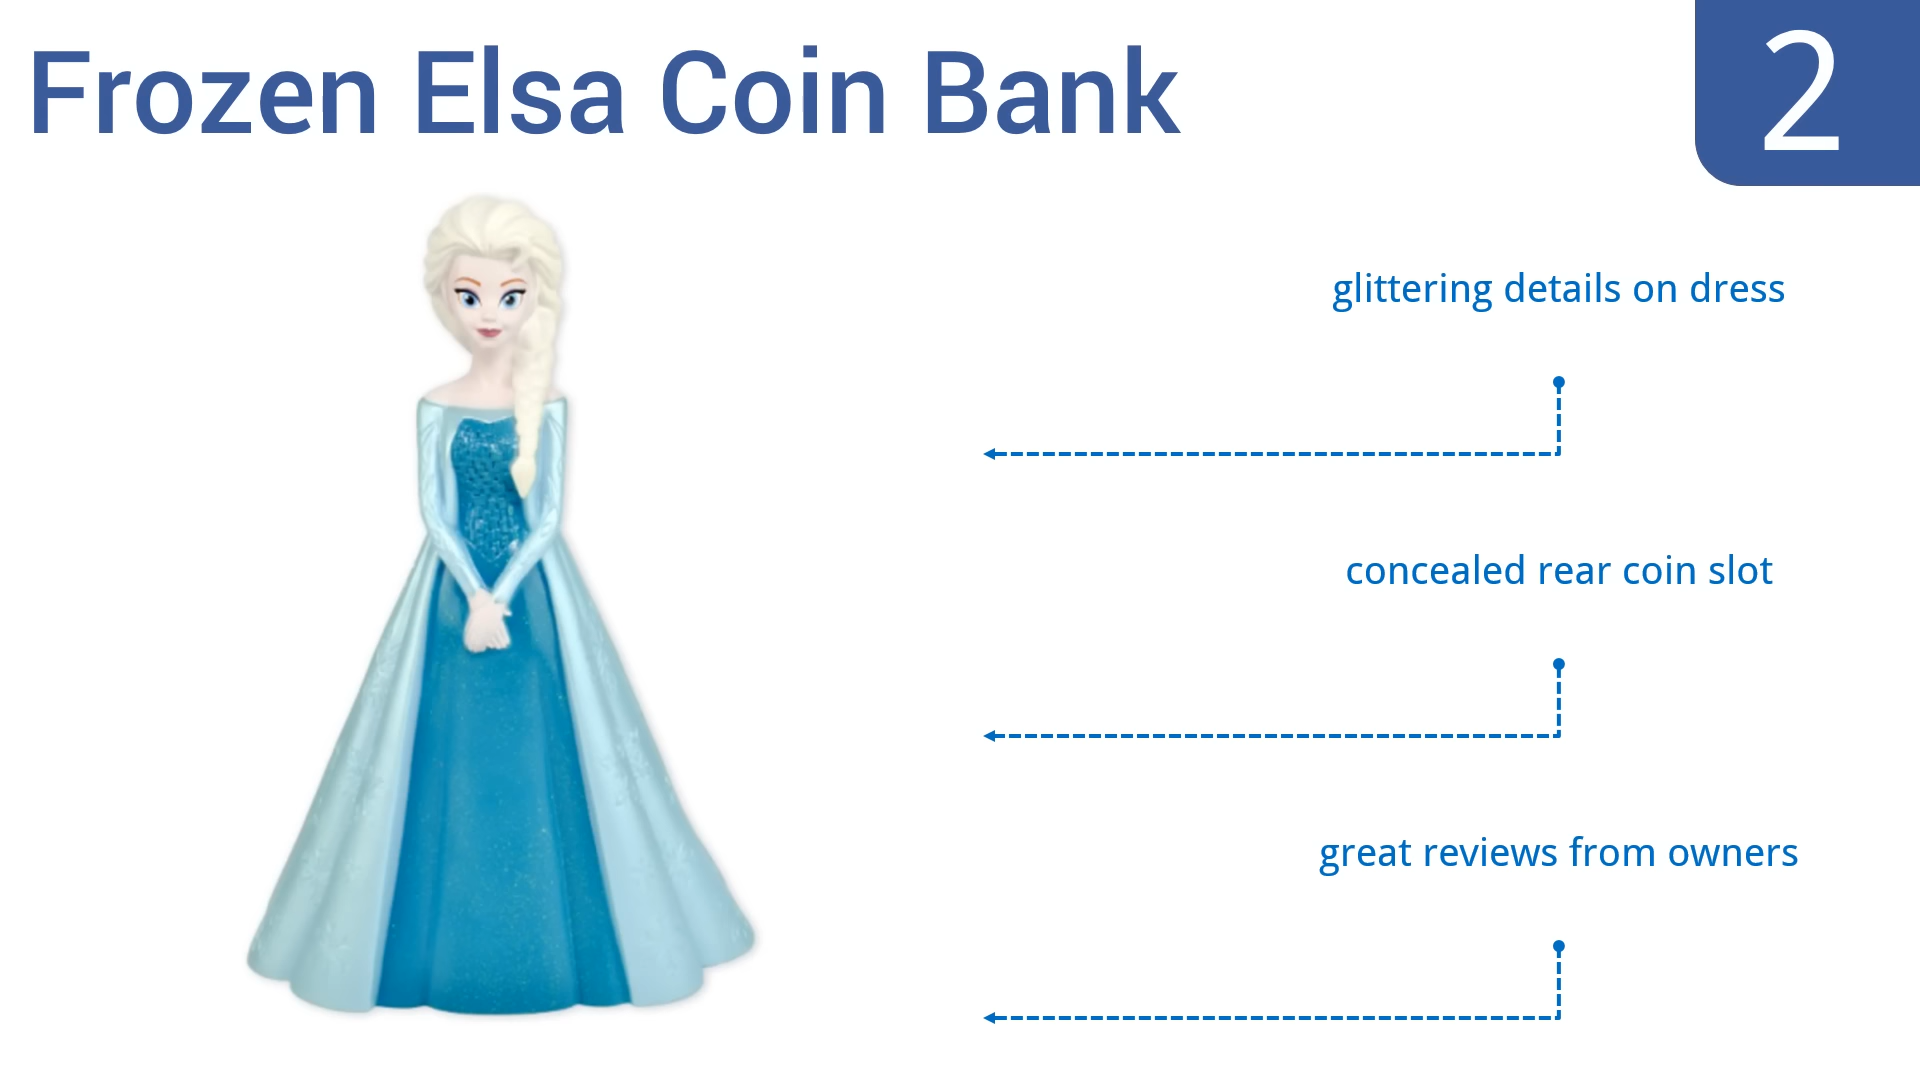 Frozen Elsa Coin Bank
2
glittering details on dress
concealed rear coin slot
great reviews from owners